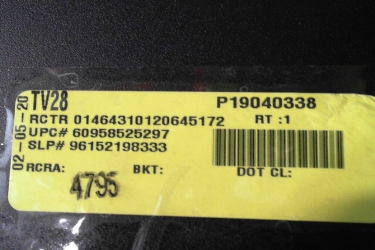 02-05-20
TV28 P19040338
RCTR 01464310120645172 RT :1
UPC# 60958525297
SLP# 96152198333
RCRA: BKT: DOT CL:
4795